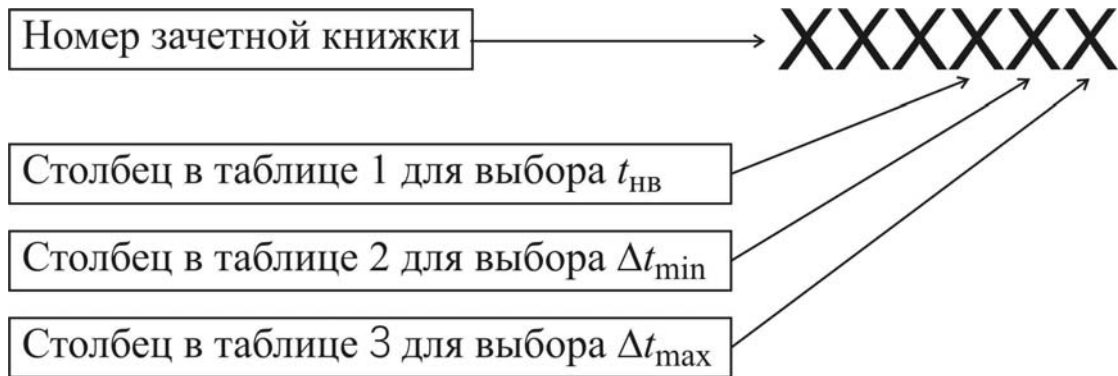 Номер зачетной книжки XXXXXX
Столбец в таблице 1 для выбора tнв
Столбец в таблице 2 для выбора Δtmin
Столбец в таблице 3 для выбора Δtmax